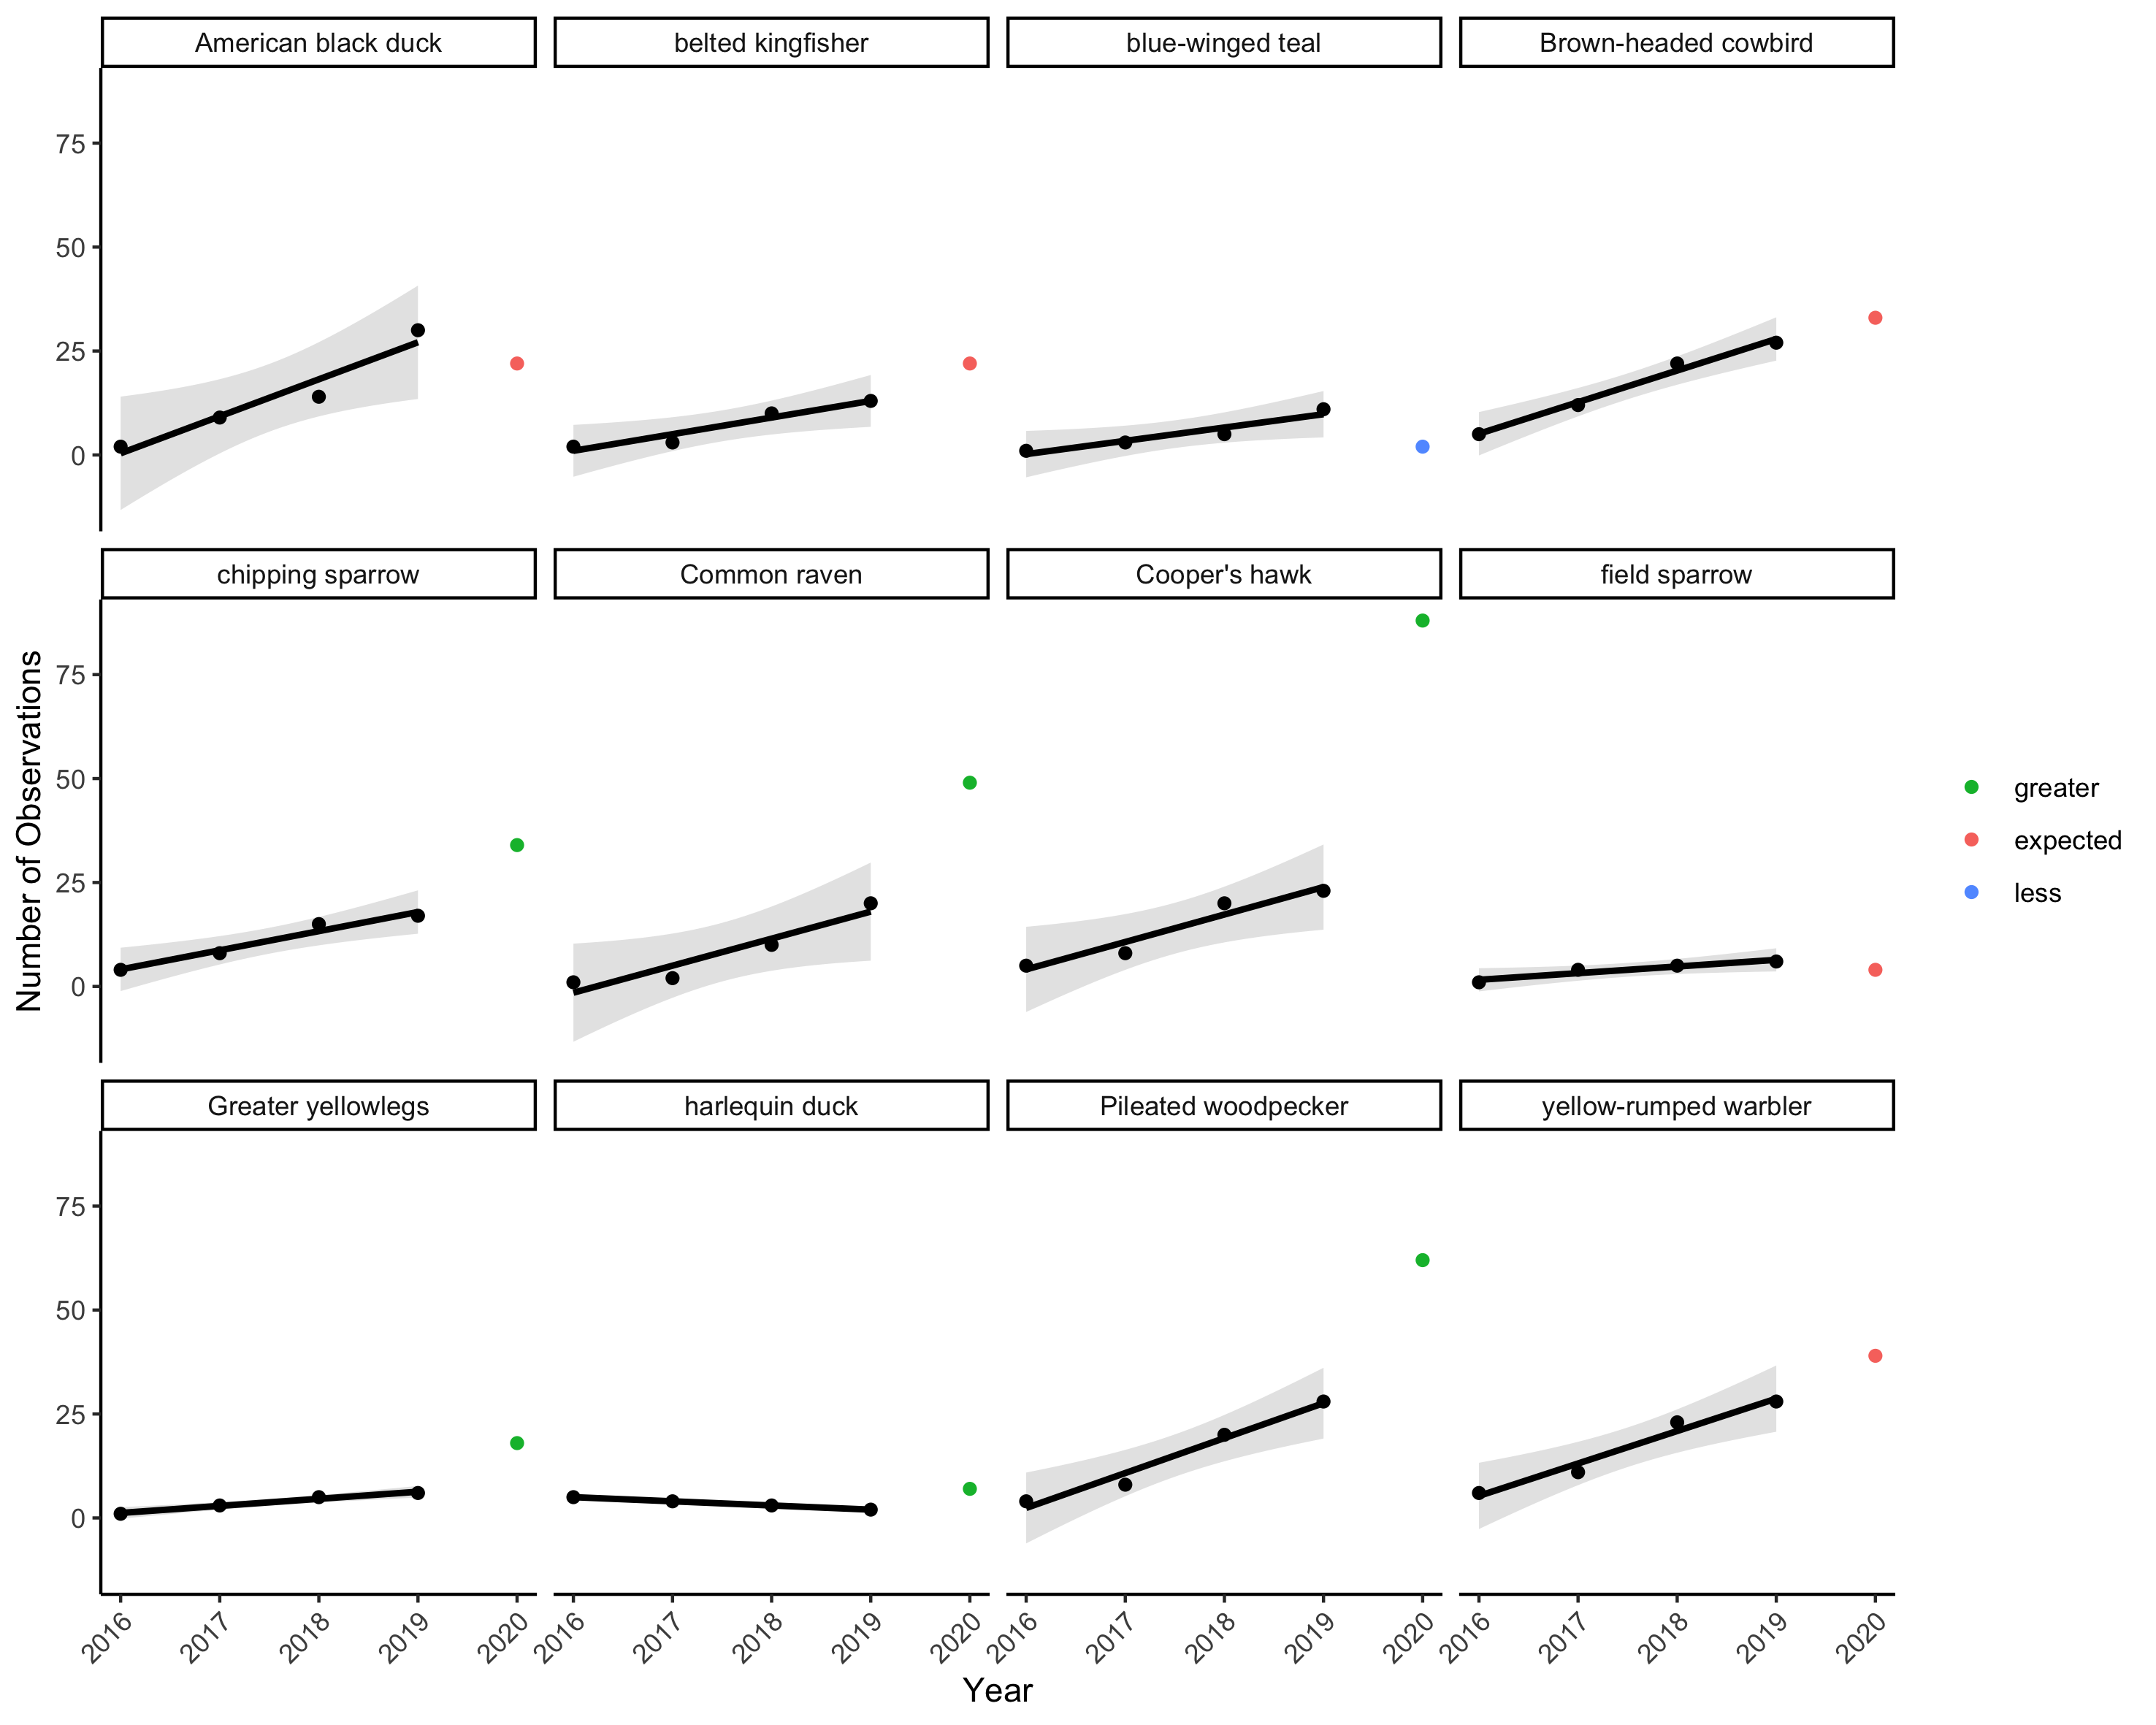 American black duck
belted kingfisher
blue-winged teal
Brown-headed cowbird
75
50
25
0
chipping sparrow
Common raven
Cooper's hawk
field sparrow
75
50
25
0
Number of Observations
greater
expected
less
Greater yellowlegs
harlequin duck
Pileated woodpecker
yellow-rumped warbler
75
50
25
0
2016 2017 2018 2019 2020
2016 2017 2018 2019 2020
2016 2017 2018 2019 2020
2016 2017 2018 2019 2020
Year